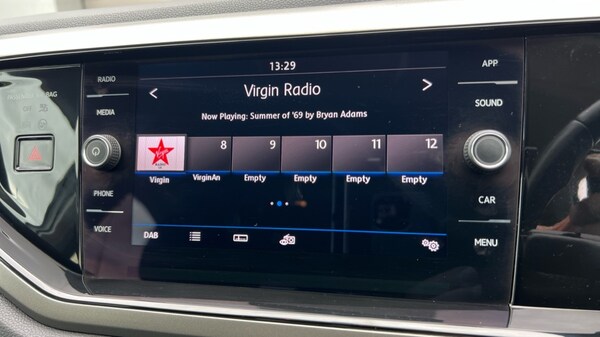 13:29
RADIO
APP
Virgin Radio
MEDIA
SOUND
Now Playing: Summer of '69 by Bryan Adams
8
9
10
11
12
Virgin
VirginAn
Empty
Empty
Empty
Empty
PHONE
CAR
VOICE
DAB
MENU